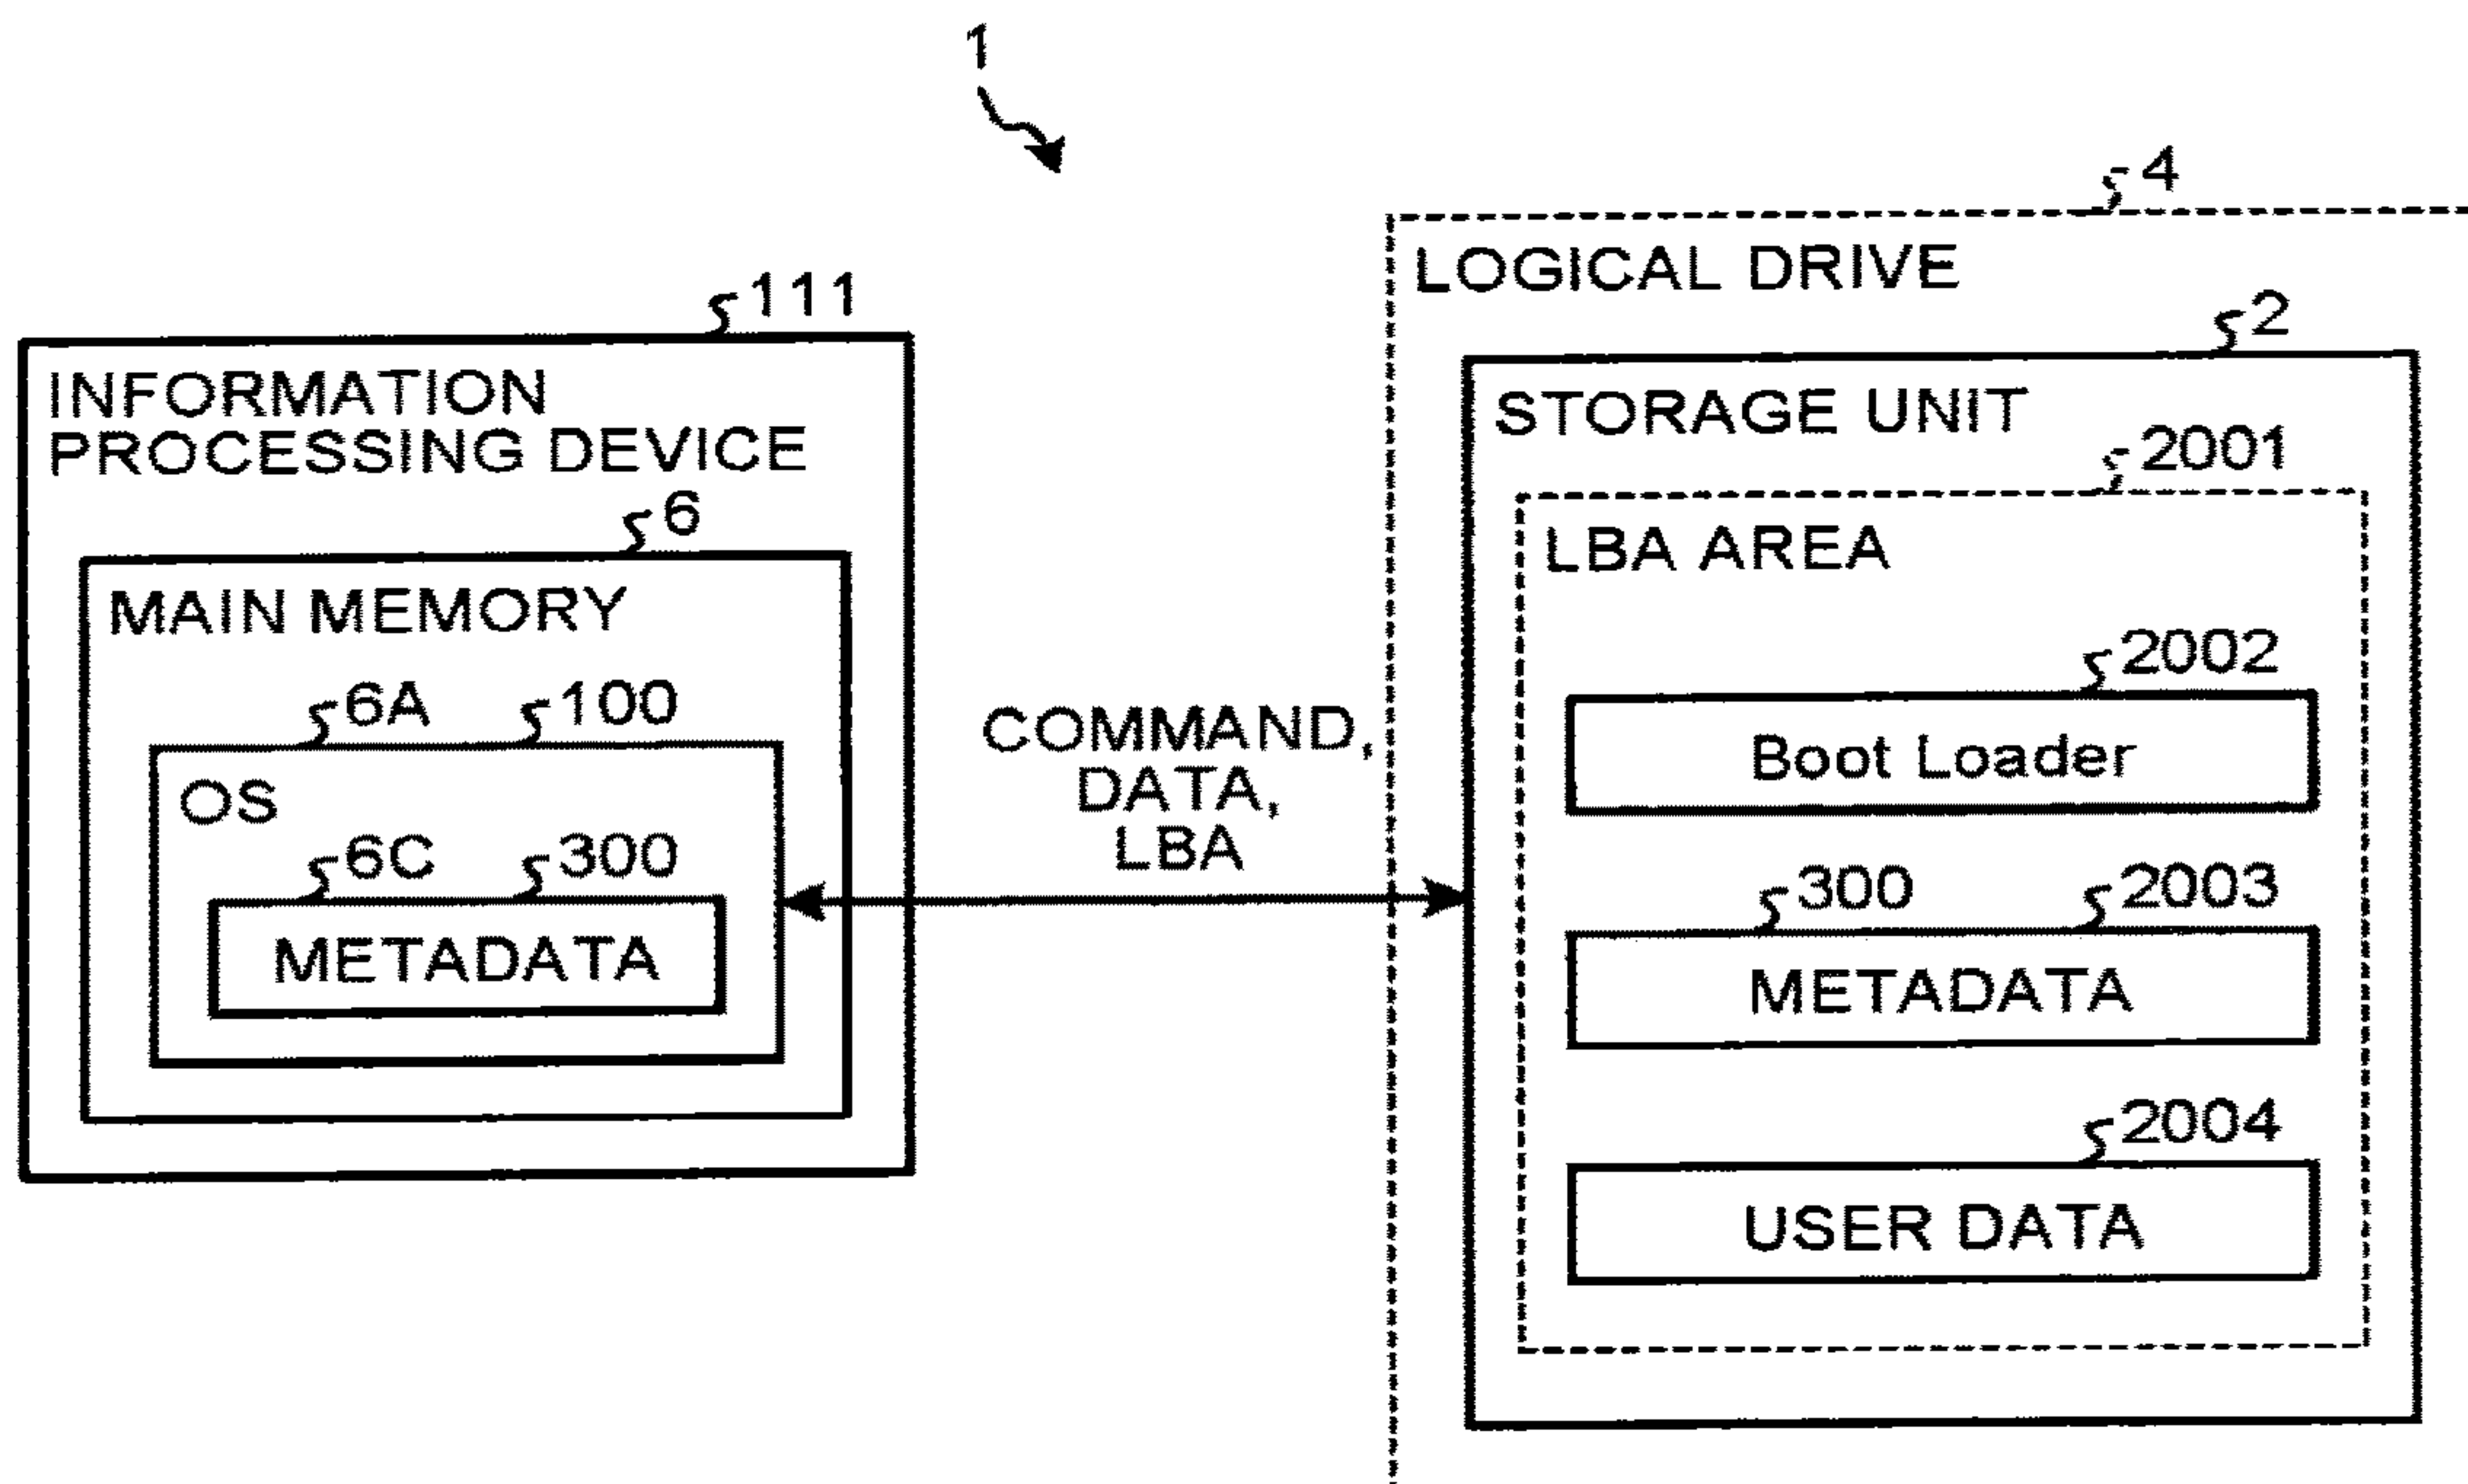 1
111
INFORMATION
PROCESSING DEVICE
6
MAIN MEMORY
6A 100
OS
6C 300
METADATA
COMMAND,
DATA,
LBA
4
LOGICAL DRIVE
2
STORAGE UNIT
2001
LBA AREA
2002
Boot Loader
300 2003
METADATA
2004
USER DATA